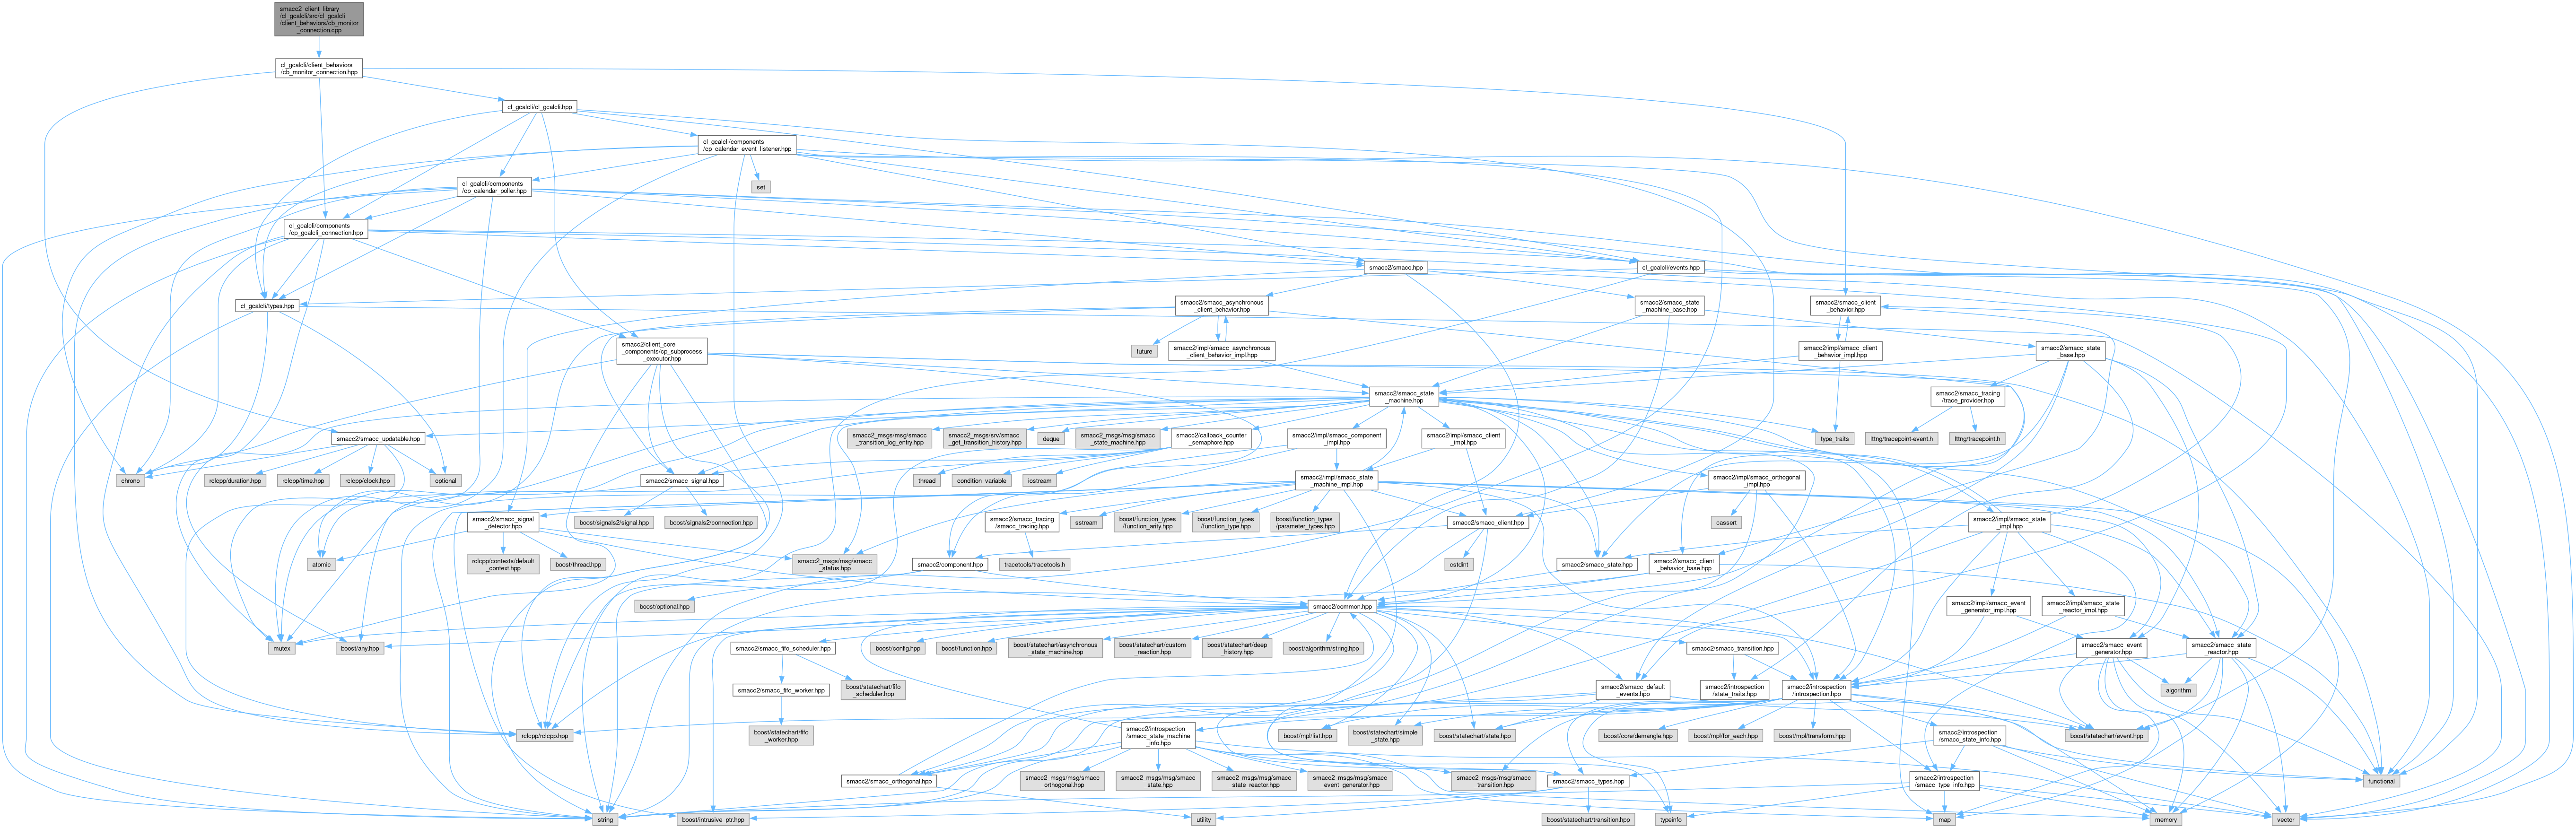 smacc2_client_library
/cl_gcalcli/src/cl_gcalcli
/client_behaviors/cb_monitor
_connection.cpp
cl_gcalcli/client_behaviors
/cb_monitor_connection.hpp
cl_gcalcli/cl_gcalcli.hpp
cl_gcalcli/components
/cp_calendar_event_listener.hpp
cl_gcalcli/components
/cp_calendar_poller.hpp
set
cl_gcalcli/components
/cp_gcalcli_connection.hpp
smacc2/smacc.hpp
cl_gcalcli/events.hpp
cl_gcalcli/types.hpp
smacc2/smacc_asynchronous
_client_behavior.hpp
smacc2/smacc_state
_machine_base.hpp
smacc2/smacc_client
_behavior.hpp
smacc2/client_core
_components/cp_subprocess
_executor.hpp
future
smacc2/impl/smacc_asynchronous
_client_behavior_impl.hpp
smacc2/impl/smacc_client
_behavior_impl.hpp
smacc2/smacc_state
_base.hpp
smacc2/smacc_state
_machine.hpp
smacc2/smacc_tracing
/trace_provider.hpp
smacc2/smacc_updatable.hpp
smacc2_msgs/msg/smacc
_transition_log_entry.hpp
smacc2_msgs/srv/smacc
_get_transition_history.hpp
deque
smacc2_msgs/msg/smacc
_state_machine.hpp
smacc2/callback_counter
_semaphore.hpp
smacc2/impl/smacc_component
_impl.hpp
smacc2/impl/smacc_client
_impl.hpp
type_traits
lttng/tracepoint-event.h
lttng/tracepoint.h
chrono
rclcpp/duration.hpp
rclcpp/time.hpp
rclcpp/clock.hpp
optional
smacc2/smacc_signal.hpp
thread
condition_variable
iostream
smacc2/impl/smacc_state
_machine_impl.hpp
smacc2/impl/smacc_orthogonal
_impl.hpp
smacc2/smacc_signal
_detector.hpp
boost/signals2/signal.hpp
boost/signals2/connection.hpp
smacc2/smacc_tracing
/smacc_tracing.hpp
sstream
boost/function_types
/function_arity.hpp
boost/function_types
/function_type.hpp
boost/function_types
/parameter_types.hpp
smacc2/smacc_client.hpp
cassert
smacc2/impl/smacc_state
_impl.hpp
atomic
rclcpp/contexts/default
_context.hpp
boost/thread.hpp
smacc2_msgs/msg/smacc
_status.hpp
smacc2/component.hpp
tracetools/tracetools.h
cstdint
smacc2/smacc_state.hpp
smacc2/smacc_client
_behavior_base.hpp
boost/optional.hpp
smacc2/common.hpp
smacc2/impl/smacc_event
_generator_impl.hpp
smacc2/impl/smacc_state
_reactor_impl.hpp
mutex
boost/any.hpp
smacc2/smacc_fifo_scheduler.hpp
boost/config.hpp
boost/function.hpp
boost/statechart/asynchronous
_state_machine.hpp
boost/statechart/custom
_reaction.hpp
boost/statechart/deep
_history.hpp
boost/algorithm/string.hpp
smacc2/smacc_transition.hpp
smacc2/smacc_event
_generator.hpp
smacc2/smacc_state
_reactor.hpp
smacc2/smacc_fifo_worker.hpp
boost/statechart/fifo
_scheduler.hpp
smacc2/smacc_default
_events.hpp
smacc2/introspection
/state_traits.hpp
smacc2/introspection
/introspection.hpp
algorithm
rclcpp/rclcpp.hpp
boost/statechart/fifo
_worker.hpp
smacc2/introspection
/smacc_state_machine
_info.hpp
boost/mpl/list.hpp
boost/statechart/simple
_state.hpp
boost/statechart/state.hpp
boost/core/demangle.hpp
boost/mpl/for_each.hpp
boost/mpl/transform.hpp
smacc2/introspection
/smacc_state_info.hpp
boost/statechart/event.hpp
smacc2/smacc_orthogonal.hpp
smacc2_msgs/msg/smacc
_orthogonal.hpp
smacc2_msgs/msg/smacc
_state.hpp
smacc2_msgs/msg/smacc
_state_reactor.hpp
smacc2_msgs/msg/smacc
_event_generator.hpp
smacc2_msgs/msg/smacc
_transition.hpp
smacc2/smacc_types.hpp
smacc2/introspection
/smacc_type_info.hpp
functional
string
boost/intrusive_ptr.hpp
utility
boost/statechart/transition.hpp
typeinfo
map
memory
vector